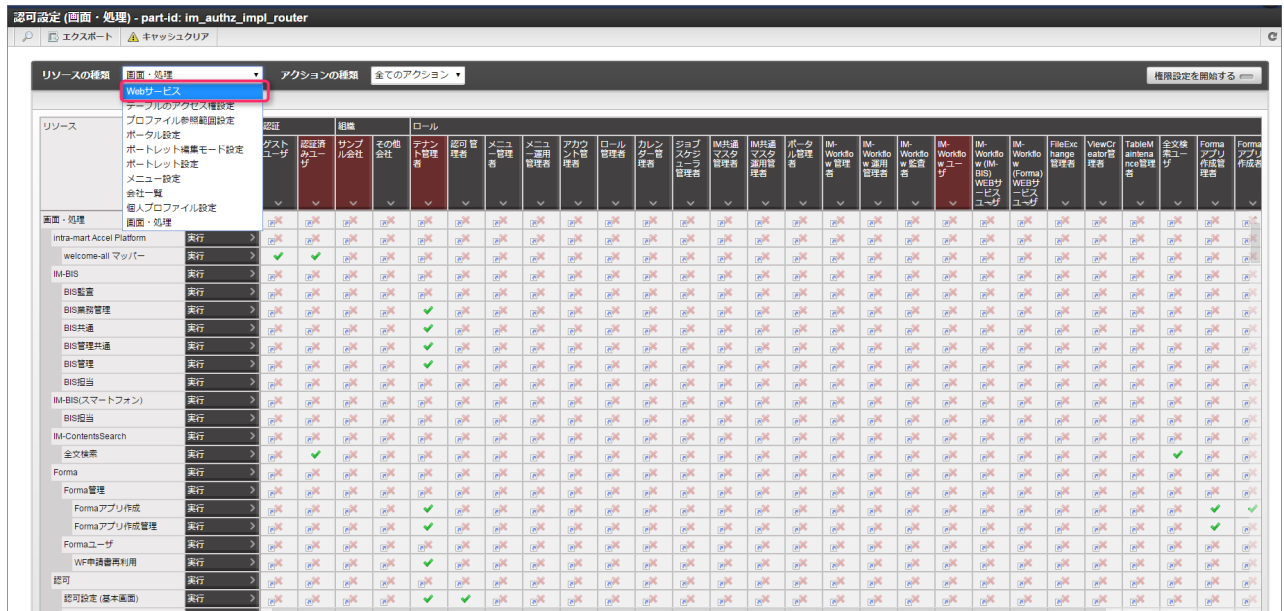 認可設定 (画面・処理) - part-id: im_authz_impl_router
エクスポート キャッシュクリア
リソースの種類 画面・処理 アクションの種類 全てのアクション 権限設定を開始する
Webサービス
テーブルのアクセス権設定
プロファイル参照範囲設定
ポータル設定
ポートレット編集モード設定
ポートレット設定
メニュー設定
会社一覧
個人プロファイル設定
画面・処理
リソース
認証 組織 ロール
ゲストユーザ
認証済みユーザ
サンプル会社
その他会社
テナント管理者
認可管理者
メニュー管理者
メニュー運用管理者
アカウント管理者
ロール管理者
カレンダー管理者
ジョブスケジューラ管理者
IM共通マスタ管理者
IM共通マスタ運用管理者
ポータル管理者
IM-Workflow 管理者
IM-Workflow 運用管理者
IM-Workflow 監査者
IM-Workflow ユーザ
IM-Workflow (IM-BIS) WEBサービスユーザ
IM-Workflow (Forma) WEBサービスユーザ
FileExchange管理者
ViewCreator管理者
TableMaintenance管理者
全文検索ユーザ
Formaアプリ作成管理者
Formaアプリ作成者
画面・処理
intra-mart Accel Platform 実行
welcome-all マッパー 実行
IM-BIS 実行
BIS監査 実行
BIS業務管理 実行
BIS共通 実行
BIS管理共通 実行
BIS管理 実行
BIS担当 実行
IM-BIS(スマートフォン) 実行
BIS担当 実行
IM-ContentsSearch 実行
全文検索 実行
Forma 実行
Forma管理 実行
Formaアプリ作成 実行
Formaアプリ作成管理 実行
Formaユーザ 実行
WF申請書再利用 実行
認可 実行
認可設定 (基本画面) 実行